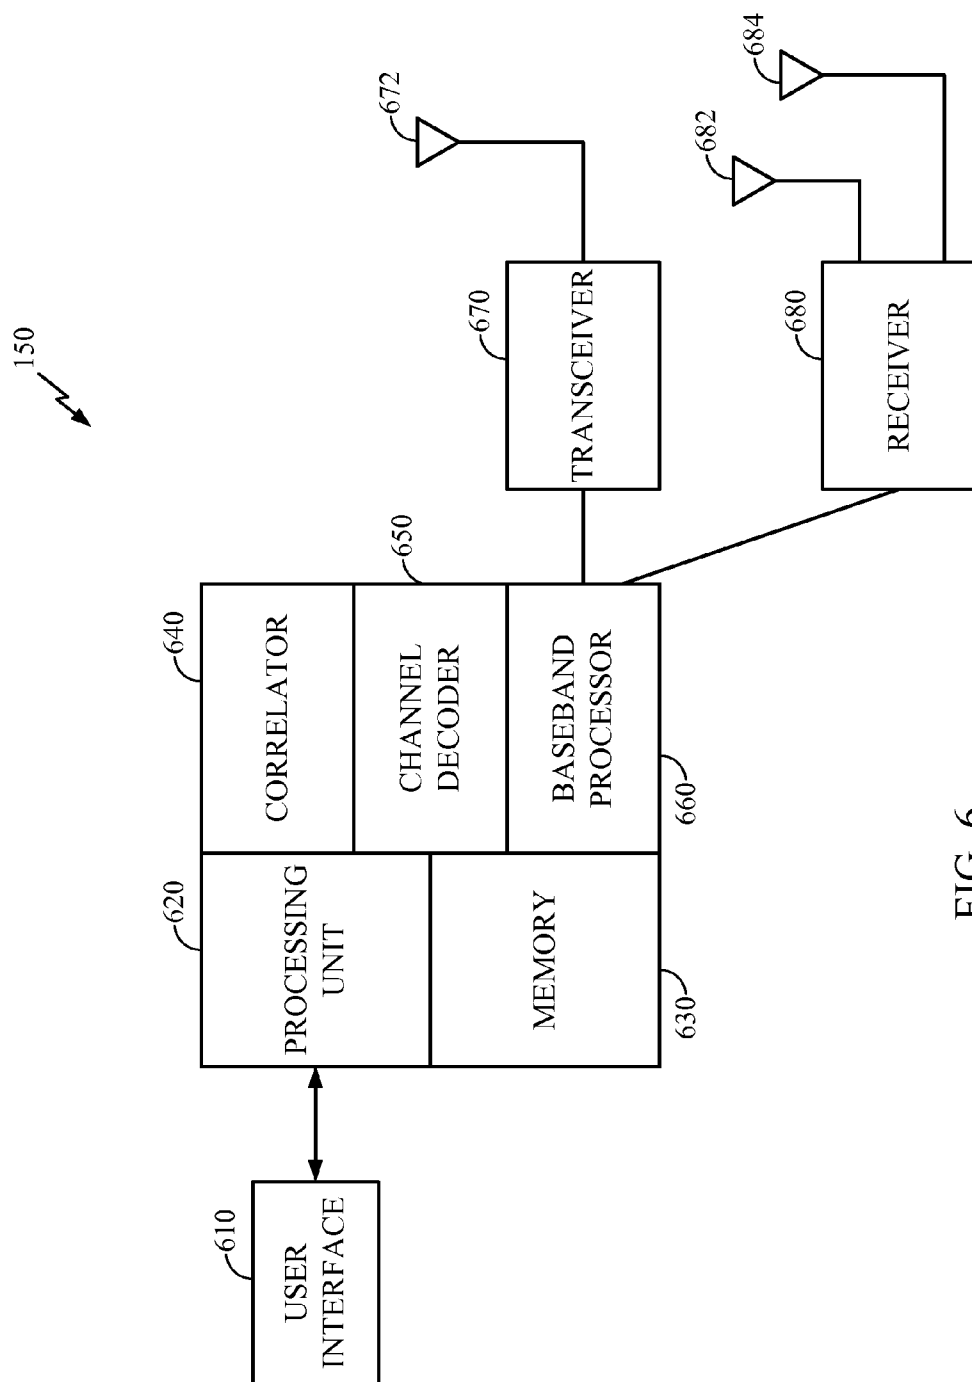 150
610
USER
INTERFACE
620
PROCESSING
UNIT
MEMORY
630
640
CORRELATOR
650
CHANNEL
DECODER
BASEBAND
PROCESSOR
660
670
TRANSCEIVER
672
680
RECEIVER
682
684
FIG. 6